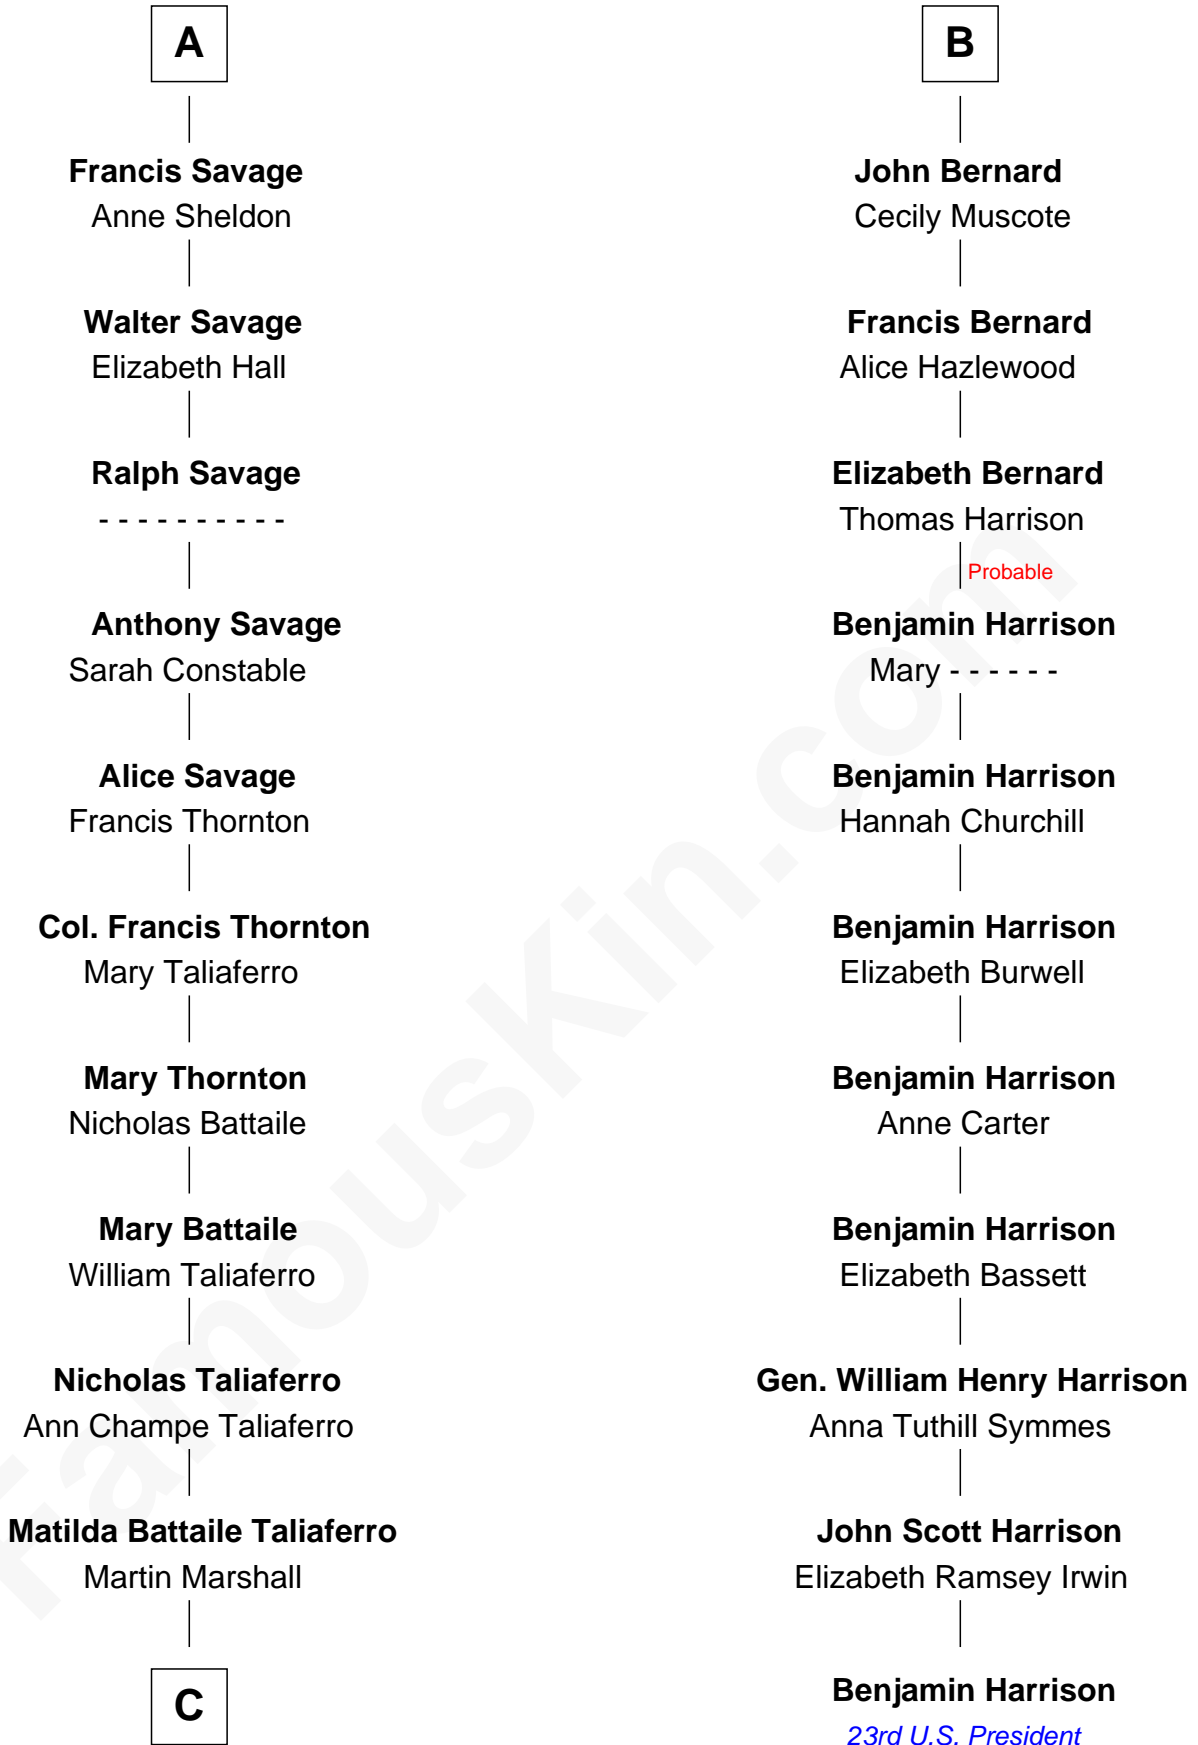 A
Francis Savage
Anne Sheldon
Walter Savage
Elizabeth Hall
Ralph Savage
- - - - - - - - - -
Anthony Savage
Sarah Constable
Alice Savage
Francis Thornton
Col. Francis Thornton
Mary Taliaferro
Mary Thornton
Nicholas Battaile
Mary Battaile
William Taliaferro
Nicholas Taliaferro
Ann Champe Taliaferro
Matilda Battaile Taliaferro
Martin Marshall
C
B
John Bernard
Cecily Muscote
Francis Bernard
Alice Hazlewood
Elizabeth Bernard
Thomas Harrison
Probable
Benjamin Harrison
Mary - - - - - -
Benjamin Harrison
Hannah Churchill
Benjamin Harrison
Elizabeth Burwell
Benjamin Harrison
Anne Carter
Benjamin Harrison
Elizabeth Bassett
Gen. William Henry Harrison
Anna Tuthill Symmes
John Scott Harrison
Elizabeth Ramsey Irwin
Benjamin Harrison
23rd U.S. President
FamousKin.com